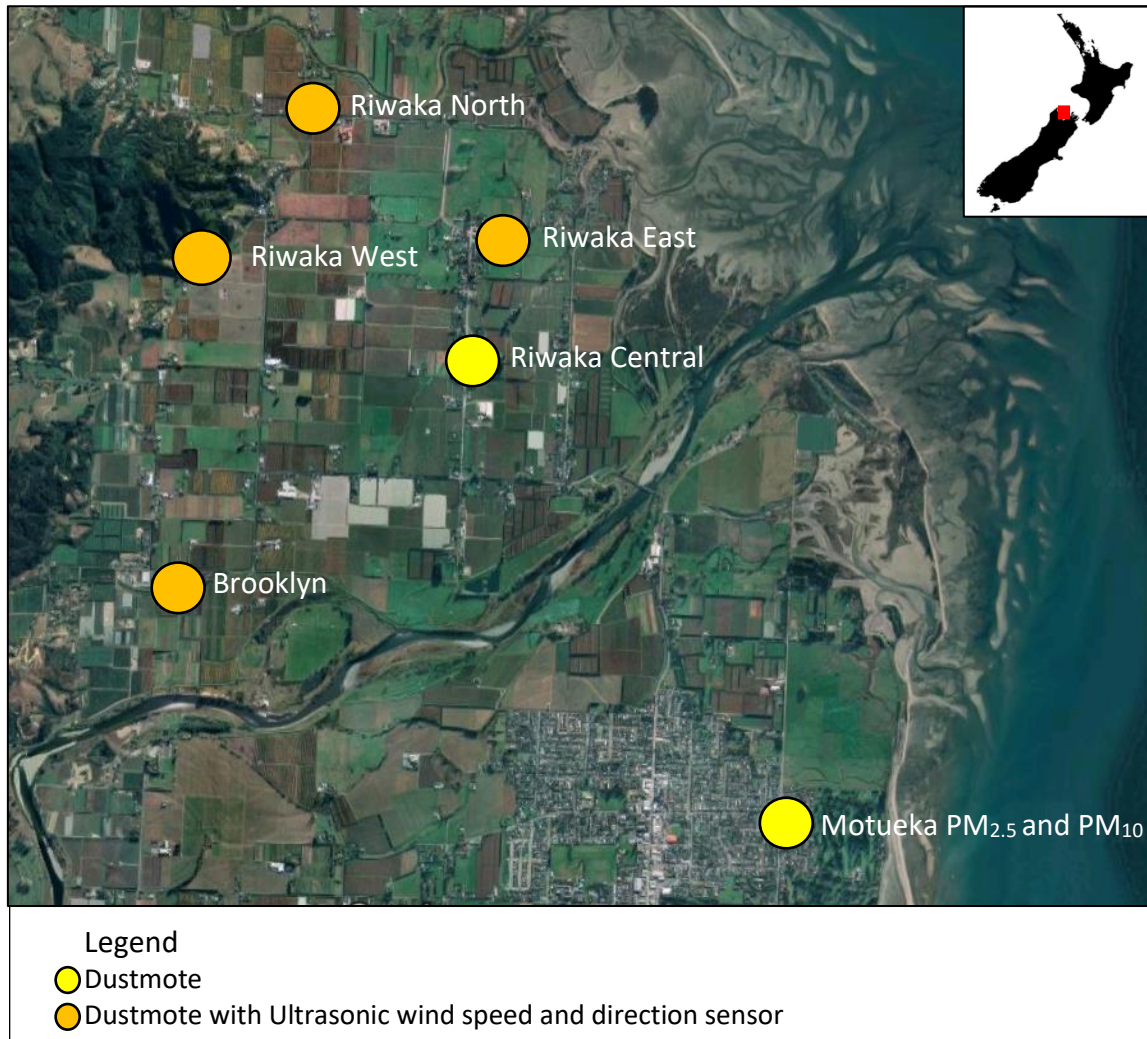 Riwaka North
Riwaka East
Riwaka West
Riwaka Central
Brooklyn
Motueka PM₂.₅ and PM₁₀
Legend
Dustmote
Dustmote with Ultrasonic wind speed and direction sensor